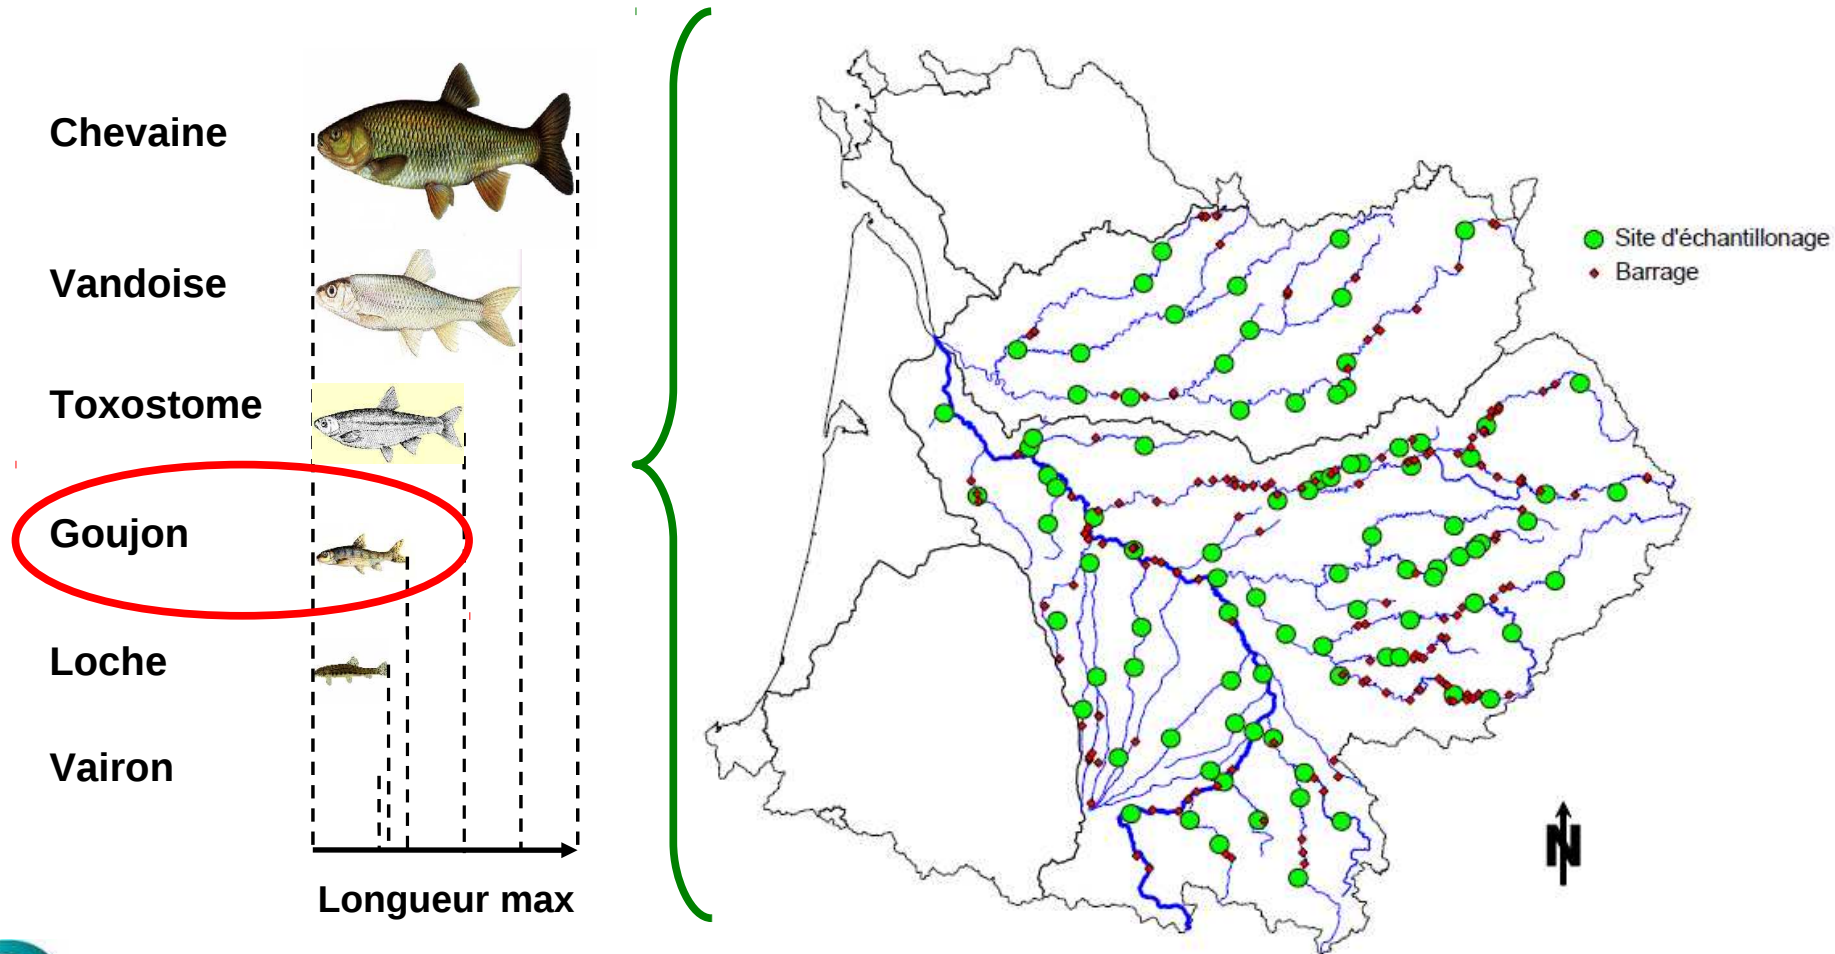 Chevaine
Vandoise
Toxostome
Goujon
Loche
Vairon
Longueur max
Site d'échantillonage
Barrage
N